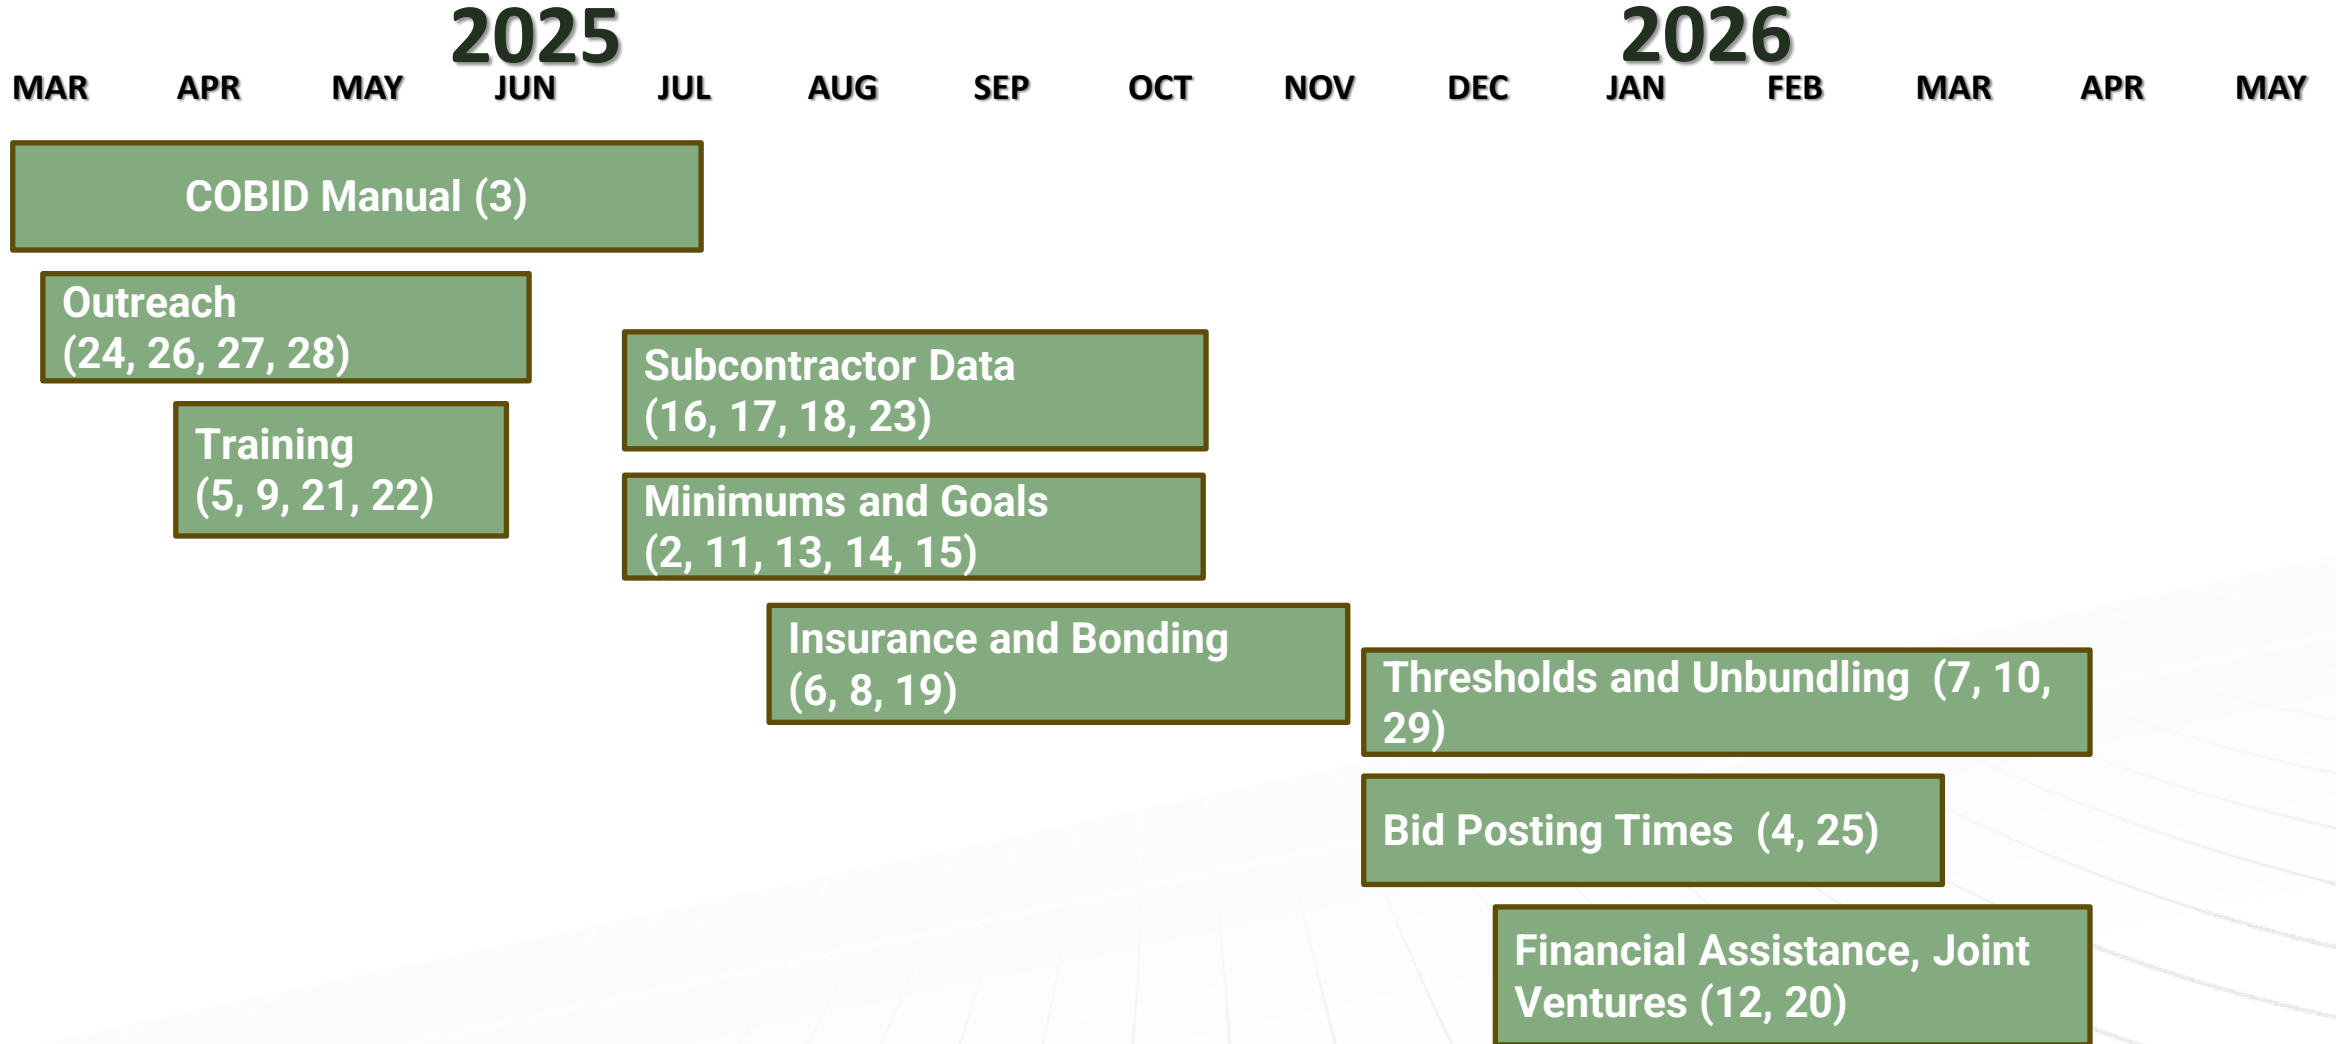 2025
2026
MAR APR MAY JUN JUL AUG SEP OCT NOV DEC JAN FEB MAR APR MAY
COBID Manual (3)
Outreach
(24, 26, 27, 28)
Subcontractor Data
(16, 17, 18, 23)
Training
(5, 9, 21, 22)
Minimums and Goals
(2, 11, 13, 14, 15)
Insurance and Bonding
(6, 8, 19)
Thresholds and Unbundling  (7, 10,
29)
Bid Posting Times  (4, 25)
Financial Assistance, Joint
Ventures (12, 20)